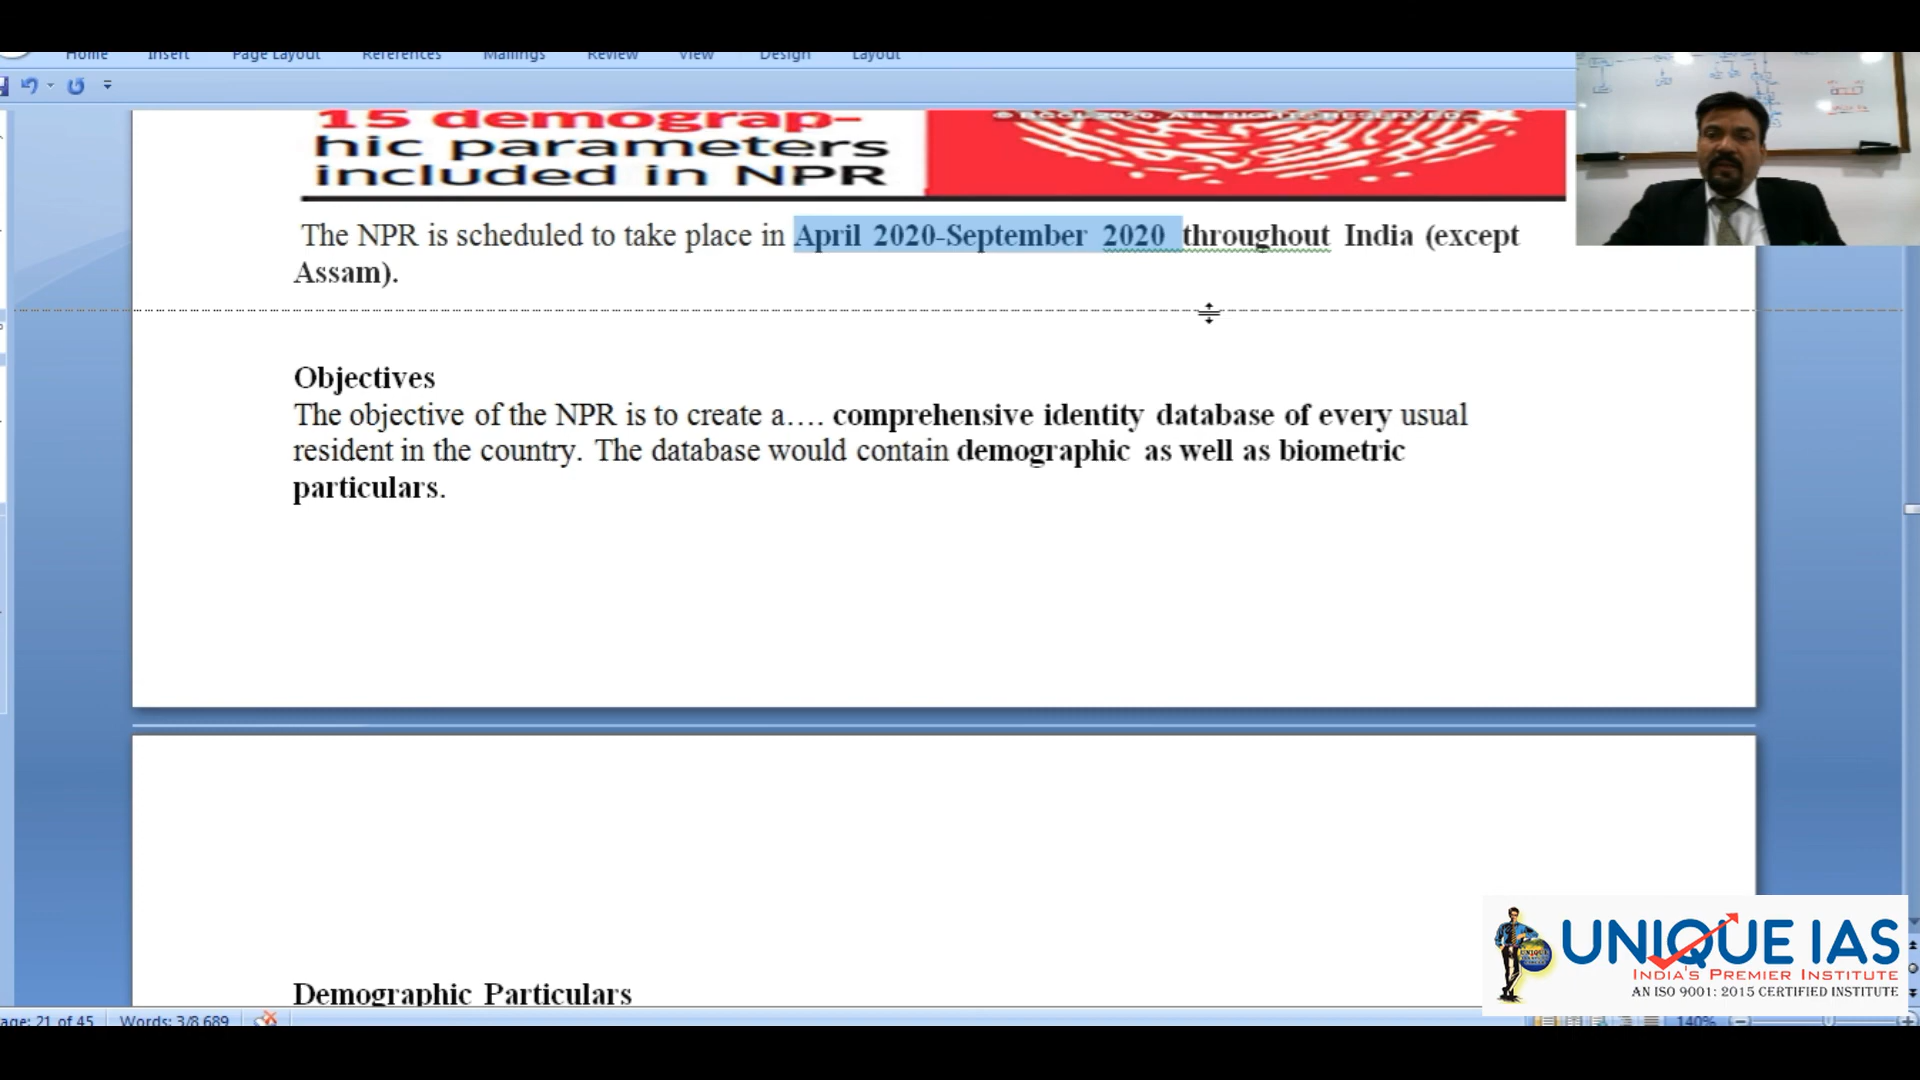 Home Insert Page Layout References Mailings Review View Design Layout
15 demograp-
hic parameters
included in NPR
© BCCL 2020. ALL RIGHTS RESERVED.
The NPR is scheduled to take place in April 2020-September 2020 throughout India (except
Assam).
Objectives
The objective of the NPR is to create a…. comprehensive identity database of every usual
resident in the country. The database would contain demographic as well as biometric
particulars.
Demographic Particulars
UNIQUE IAS
INDIA'S PREMIER INSTITUTE
AN ISO 9001: 2015 CERTIFIED INSTITUTE
age: 21 of 45 Words: 3/8,689 140%